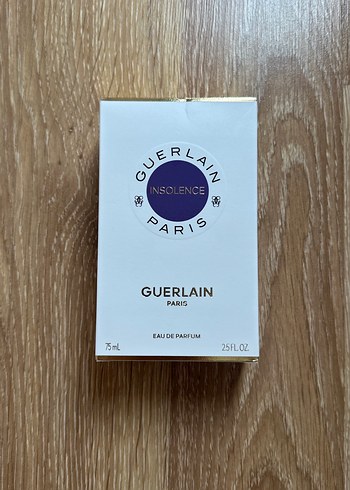 GUERLAIN
INSOLENCE
PARIS
GUERLAIN
PARIS
EAU DE PARFUM
75 mL 2.5 FL. OZ.